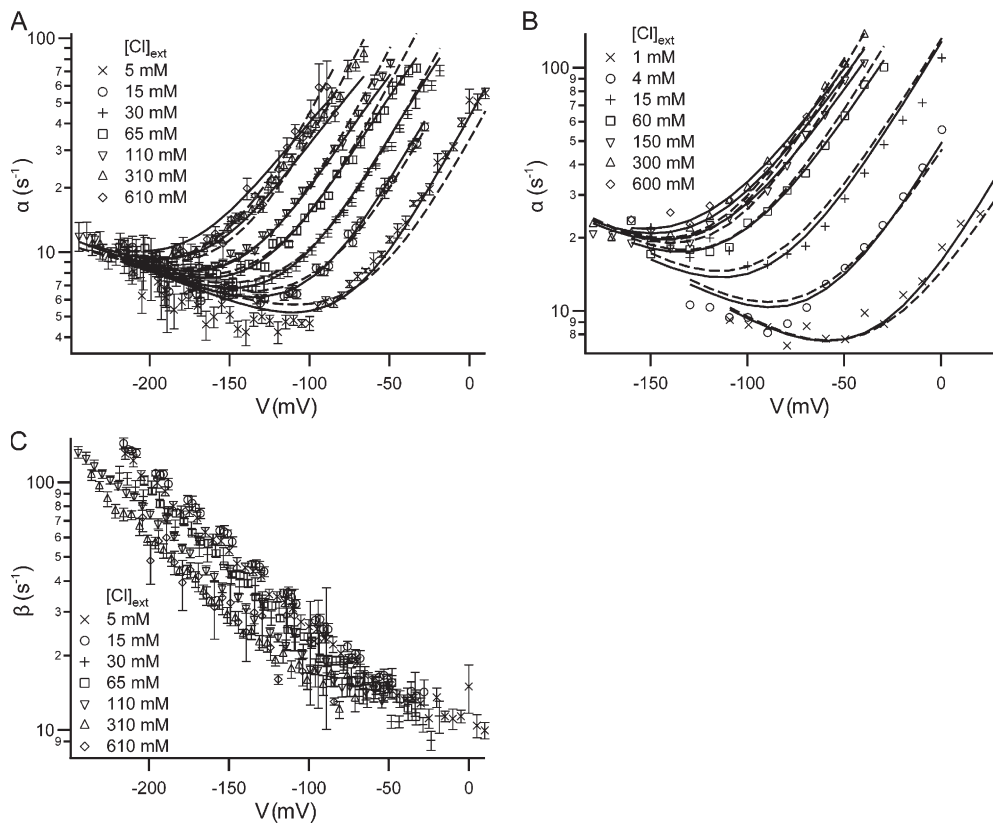 A
[Cl]ext
5 mM
15 mM
30 mM
65 mM
110 mM
310 mM
610 mM
α (s-1)
100
8
6
4
3
2
10
8
7
6
5
4
-200
-150
-100
-50
0
V(mV)
B
[Cl]ext
1 mM
4 mM
15 mM
60 mM
150 mM
300 mM
600 mM
α (s-1)
100
8
7
6
5
4
3
2
10
9
8
-150
-100
-50
0
V(mV)
C
β (s-1)
100
9
8
7
6
5
4
3
2
10
9
[Cl]ext
5 mM
15 mM
30 mM
65 mM
110 mM
310 mM
610 mM
-200
-150
-100
-50
0
V(mV)